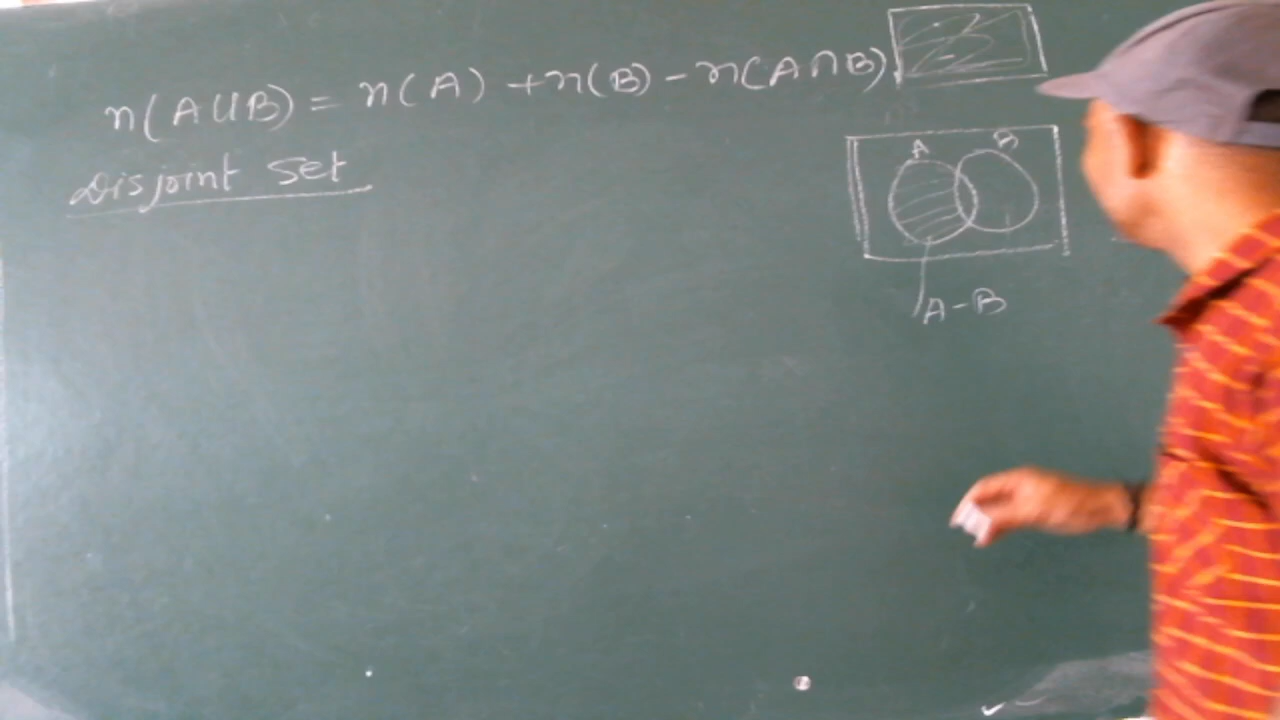 n(A∪B) = n(A) + n(B) - n(A∩B)
Disjoint Set
A B
A-B